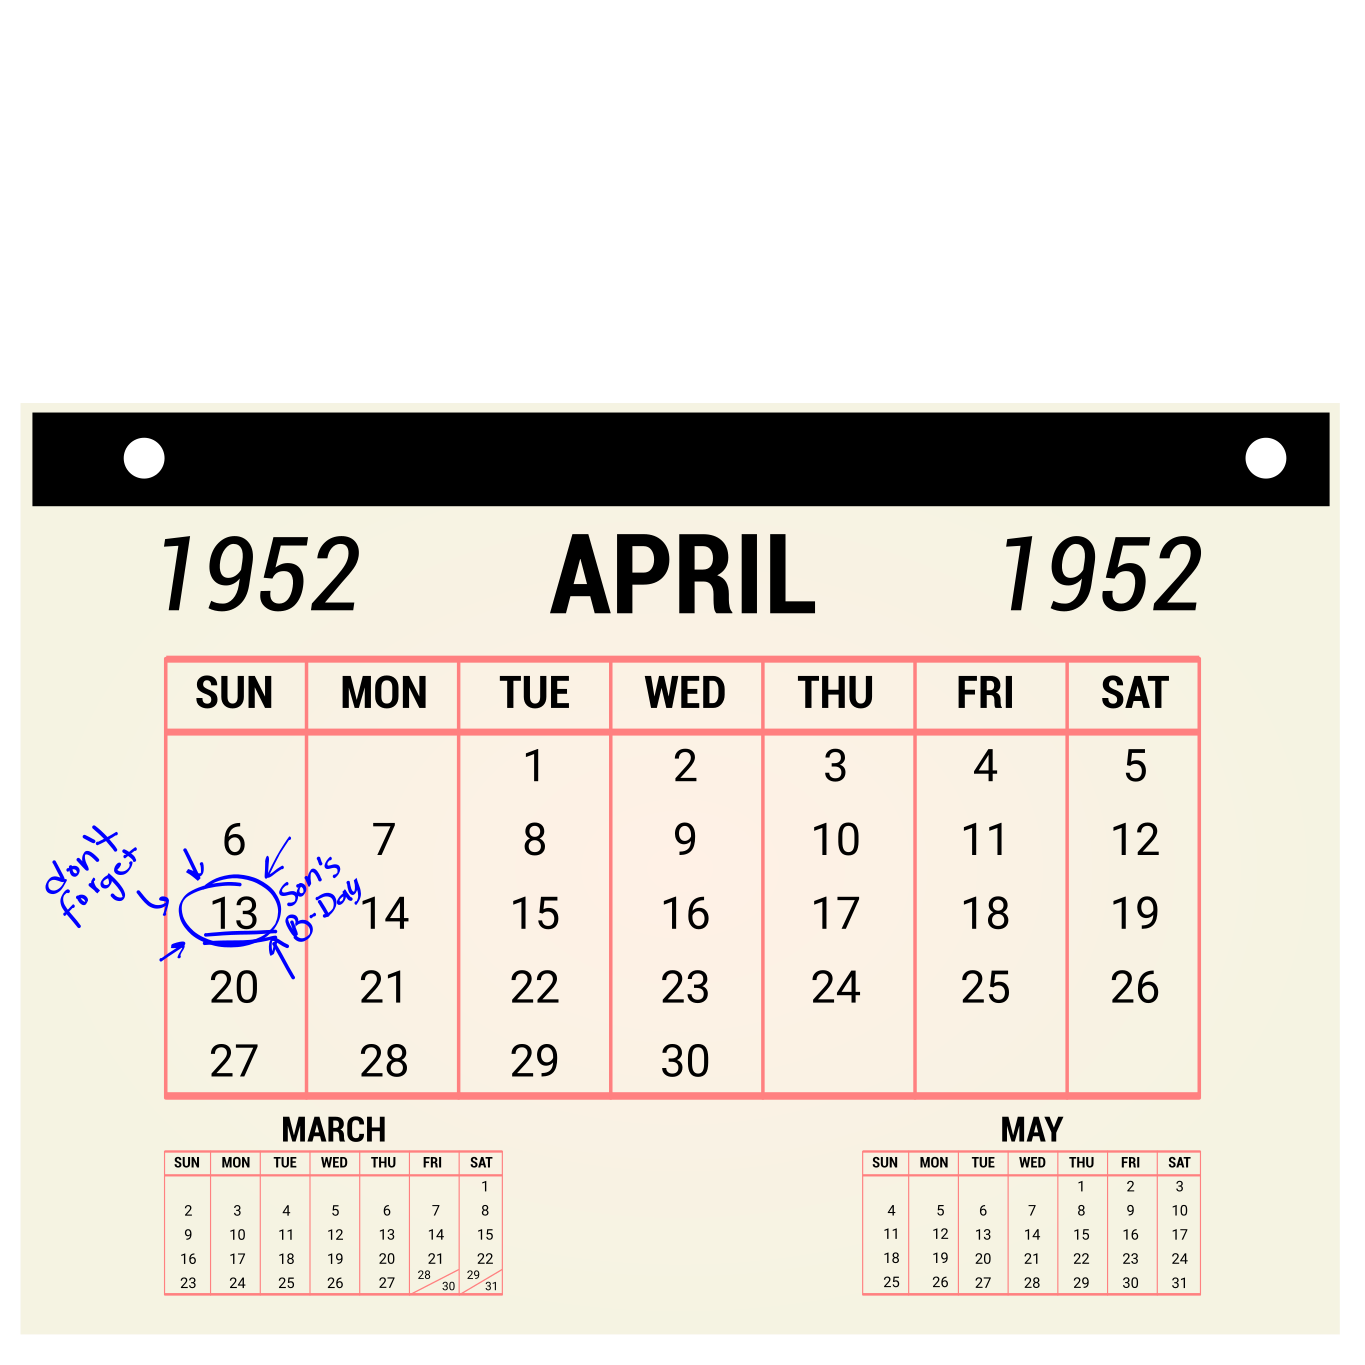 1952 APRIL 1952
SUN MON TUE WED THU FRI SAT
1 2 3 4 5
6 7 8 9 10 11 12
don't
forget
Son's
B-Day
13 14 15 16 17 18 19
20 21 22 23 24 25 26
27 28 29 30
MARCH
SUN MON TUE WED THU FRI SAT
1
2 3 4 5 6 7 8
9 10 11 12 13 14 15
16 17 18 19 20 21 22
23 24 25 26 27 28 30 29 31
MAY
SUN MON TUE WED THU FRI SAT
1 2 3
4 5 6 7 8 9 10
11 12 13 14 15 16 17
18 19 20 21 22 23 24
25 26 27 28 29 30 31